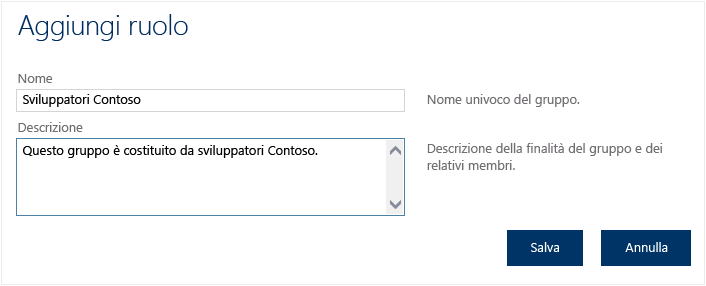 Aggiungi ruolo
Nome
Sviluppatori Contoso
Nome univoco del gruppo.
Descrizione
Questo gruppo è costituito da sviluppatori Contoso.
Descrizione della finalità del gruppo e dei
relativi membri.
Salva
Annulla